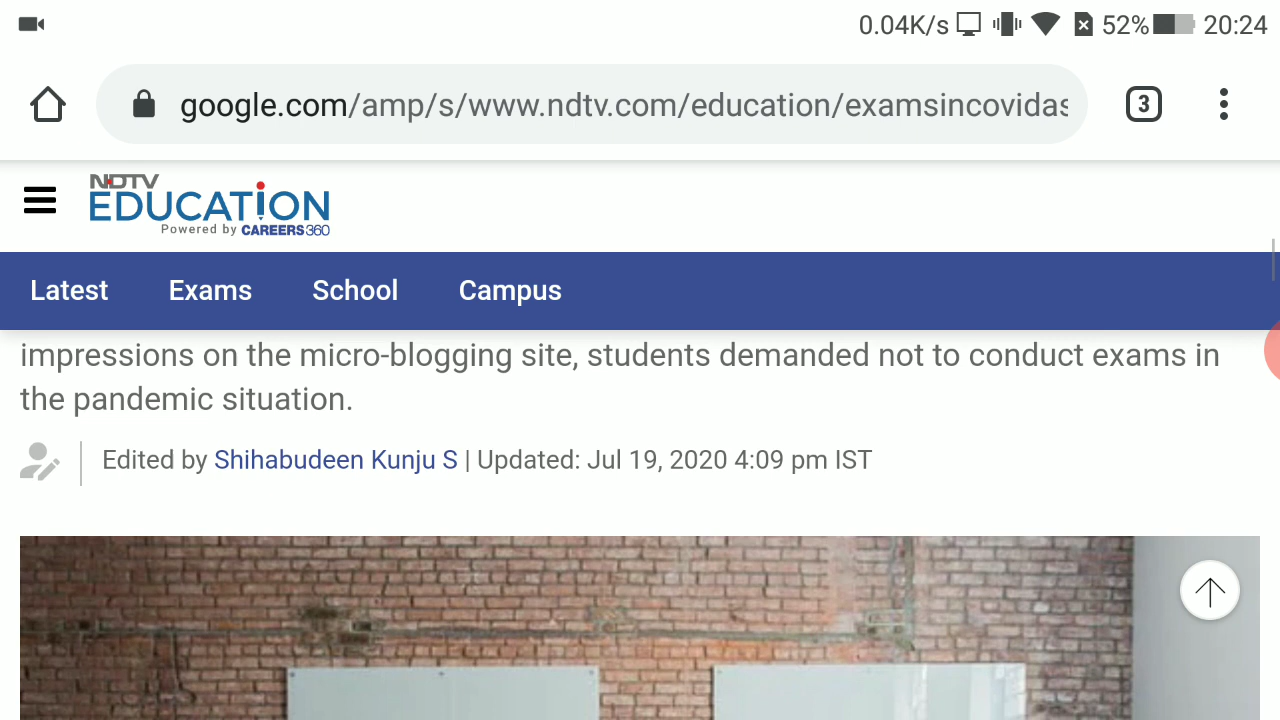 0.04K/s 52% 20:24
google.com/amp/s/www.ndtv.com/education/examsincovidas
3
NDTV
EDUCATION
Powered by CAREERS360
Latest Exams School Campus
impressions on the micro-blogging site, students demanded not to conduct exams in
the pandemic situation.
Edited by Shihabudeen Kunju S | Updated: Jul 19, 2020 4:09 pm IST